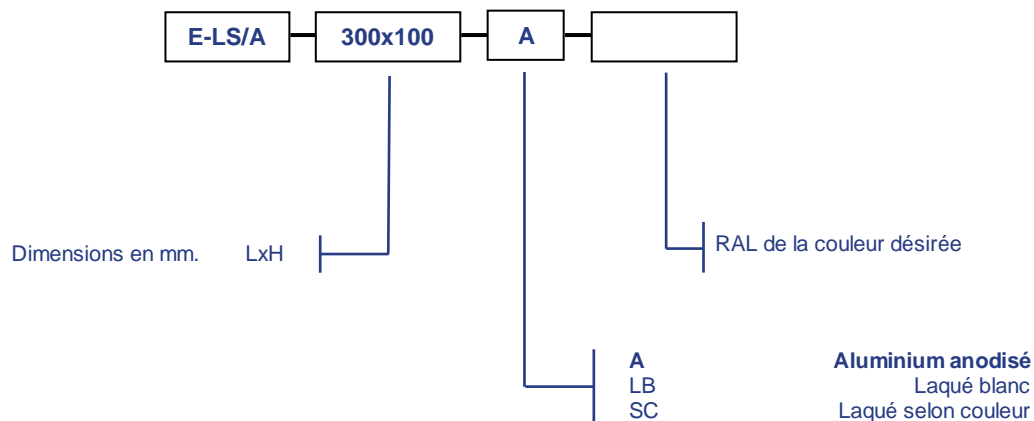 E-LS/A 300x100 A
Dimensions en mm. LxH
RAL de la couleur désirée
A Aluminium anodisé
LB Laqué blanc
SC Laqué selon couleur